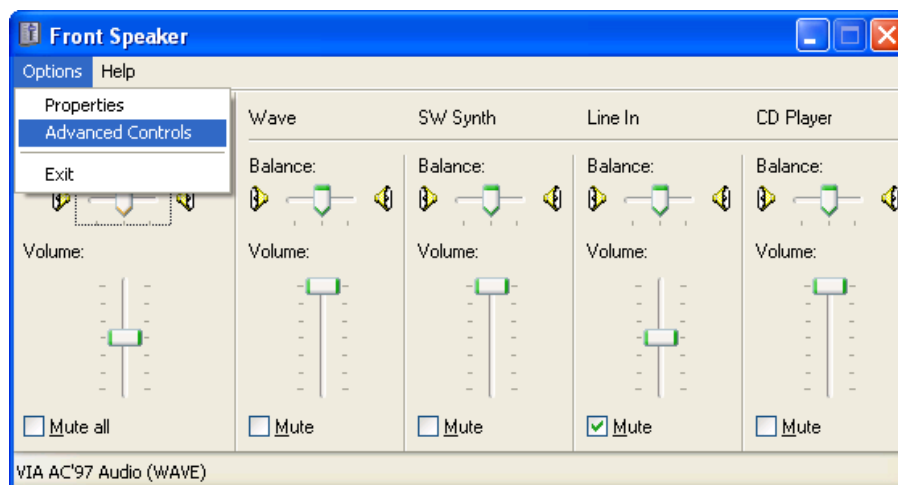 Front Speaker
Options Help
Properties
Advanced Controls
Exit
Wave SW Synth Line In CD Player
Balance: Balance: Balance: Balance:
Volume: Volume: Volume: Volume: Volume:
Mute all Mute Mute Mute Mute
VIA AC'97 Audio (WAVE)